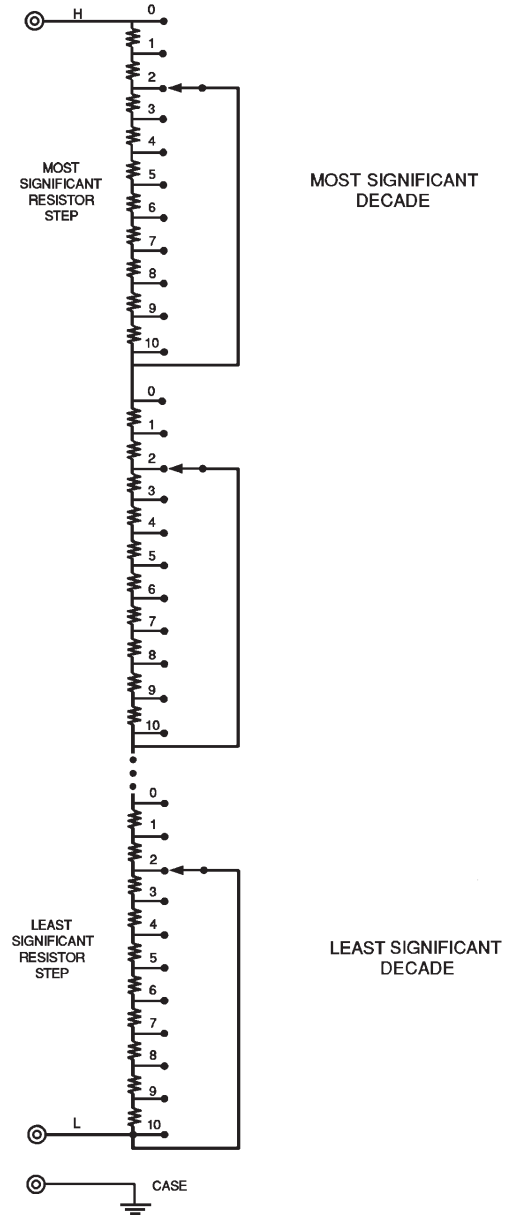 H
0
1
2
3
4
5
6
7
8
9
10
MOST
SIGNIFICANT
RESISTOR
STEP
MOST SIGNIFICANT
DECADE
0
1
2
3
4
5
6
7
8
9
10
0
1
2
3
4
5
6
7
8
9
10
LEAST
SIGNIFICANT
RESISTOR
STEP
LEAST SIGNIFICANT
DECADE
L
CASE